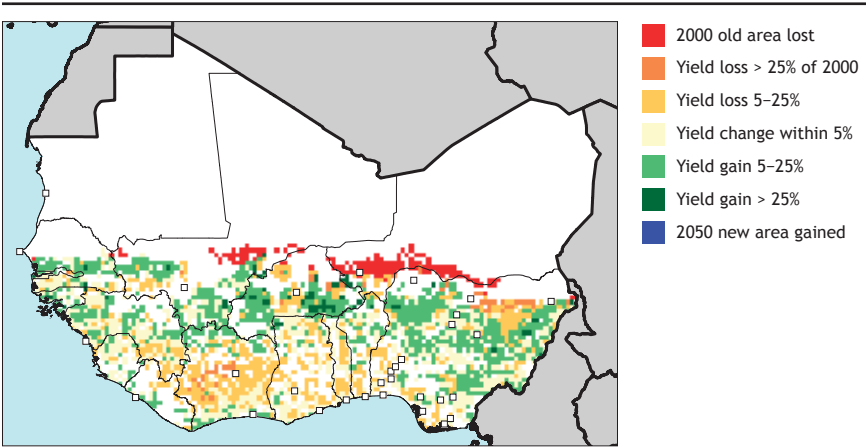 2000 old area lost
Yield loss > 25% of 2000
Yield loss 5–25%
Yield change within 5%
Yield gain 5–25%
Yield gain > 25%
2050 new area gained